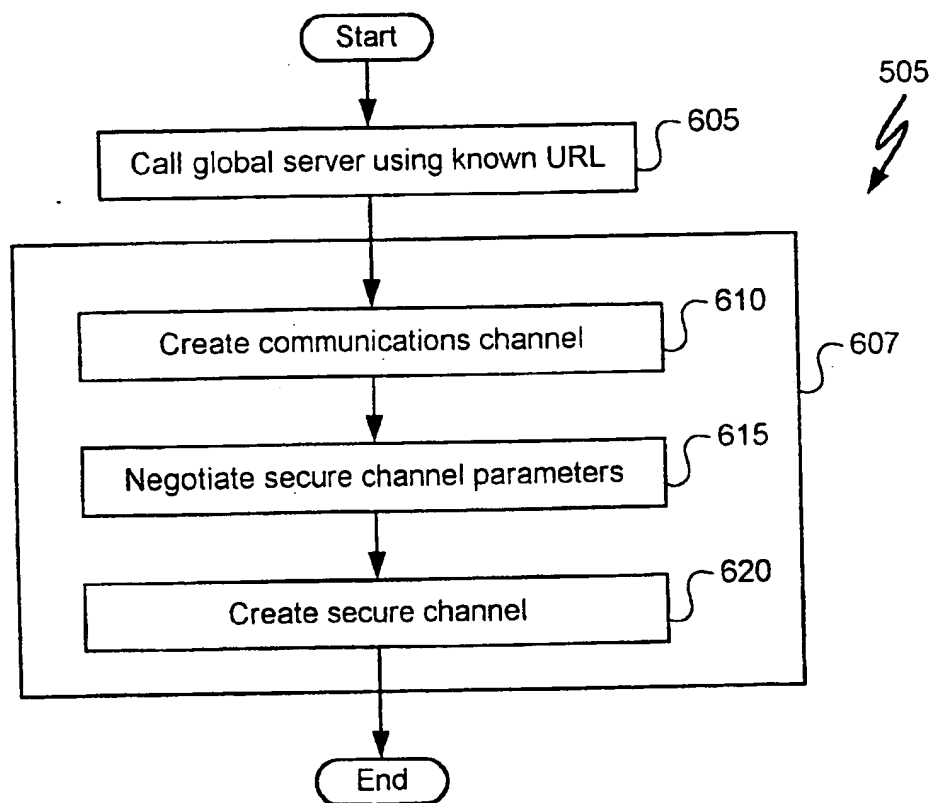 Start
505
605
Call global server using known URL
610
Create communications channel
607
615
Negotiate secure channel parameters
620
Create secure channel
End